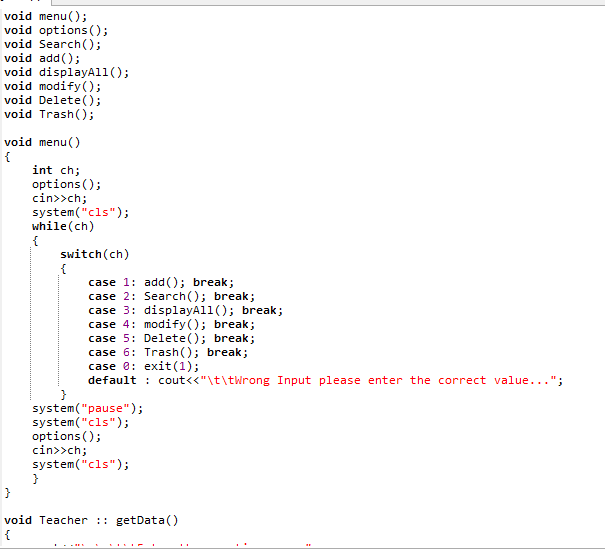 void menu();
void options();
void Search();
void add();
void displayAll();
void modify();
void Delete();
void Trash();
void menu()
{
int ch;
options();
cin>>ch;
system("cls");
while(ch)
{
switch(ch)
{
case 1: add(); break;
case 2: Search(); break;
case 3: displayAll(); break;
case 4: modify(); break;
case 5: Delete(); break;
case 6: Trash(); break;
case 0: exit(1);
default : cout<<"\t\tWrong Input please enter the correct value...";
}
system("pause");
system("cls");
options();
cin>>ch;
system("cls");
}
}
void Teacher :: getData()
{